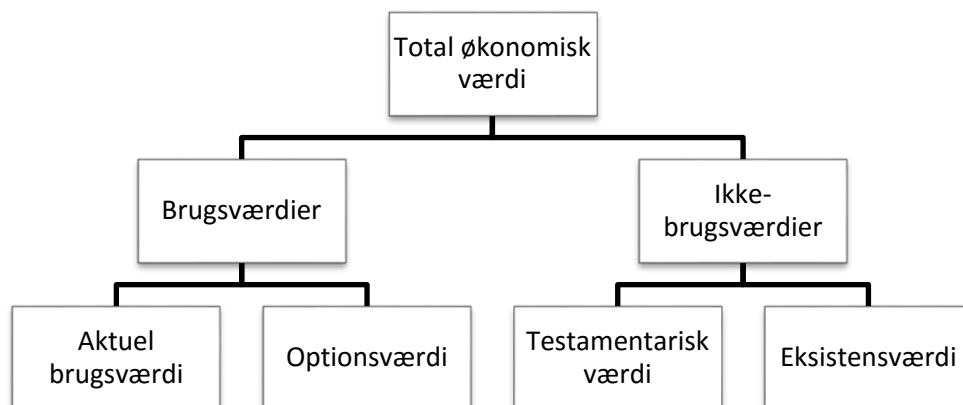 Total økonomisk
værdi
Brugsværdier
Ikke-
brugsværdier
Aktuel
brugsværdi
Optionsværdi
Testamentarisk
værdi
Eksistensværdi